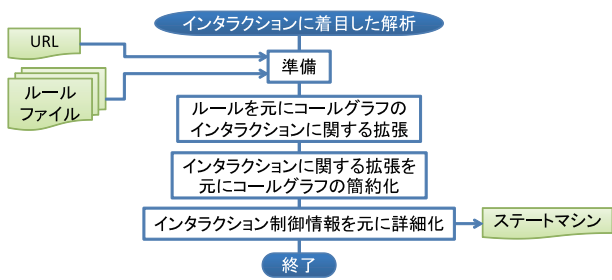 インタラクションに着目した解析
URL
準備
ルール
ファイル
ルールを元にコールグラフの
インタラクションに関する拡張
インタラクションに関する拡張を
元にコールグラフの簡約化
インタラクション制御情報を元に詳細化
ステートマシン
終了